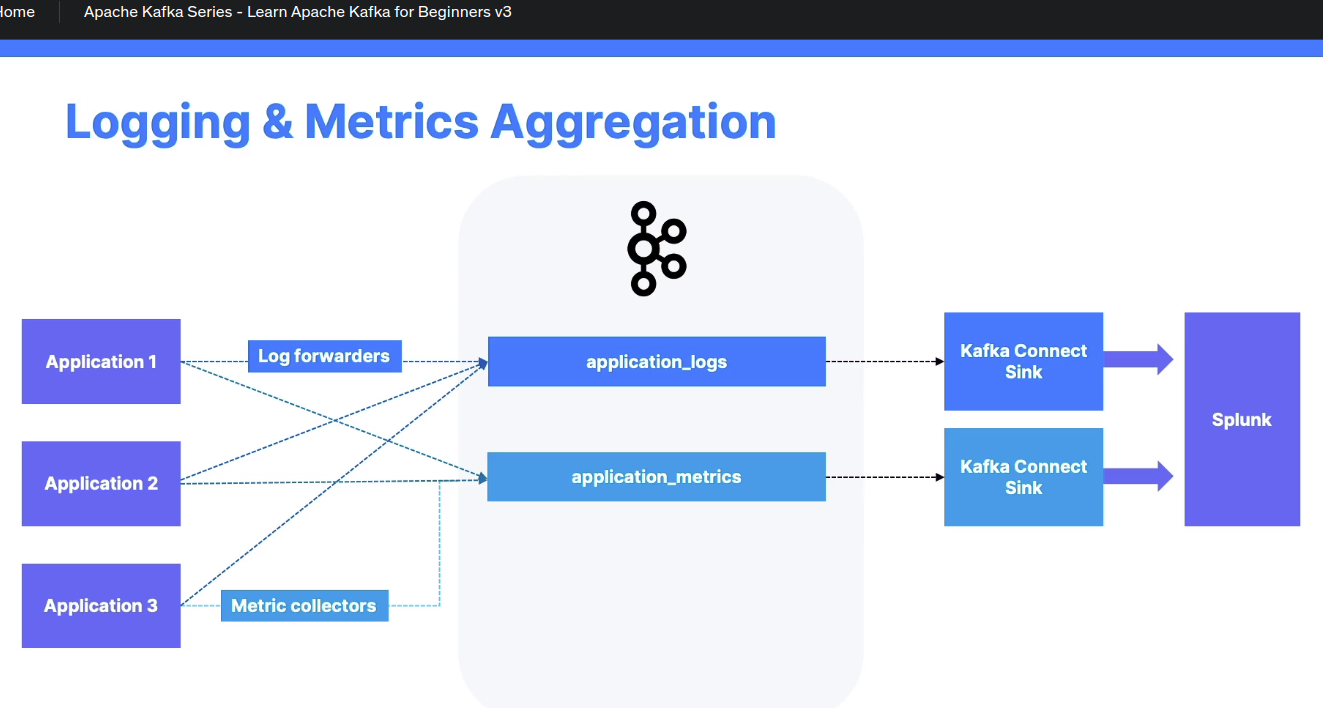 Home
Apache Kafka Series - Learn Apache Kafka for Beginners v3
Logging & Metrics Aggregation
Application 1
Log forwarders
application_logs
Kafka Connect
Sink
Splunk
Application 2
application_metrics
Kafka Connect
Sink
Application 3
Metric collectors